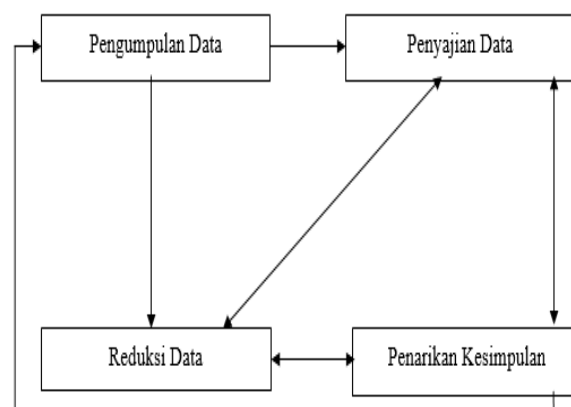 Pengumpulan Data
Penyajian Data
Reduksi Data
Penarikan Kesimpulan